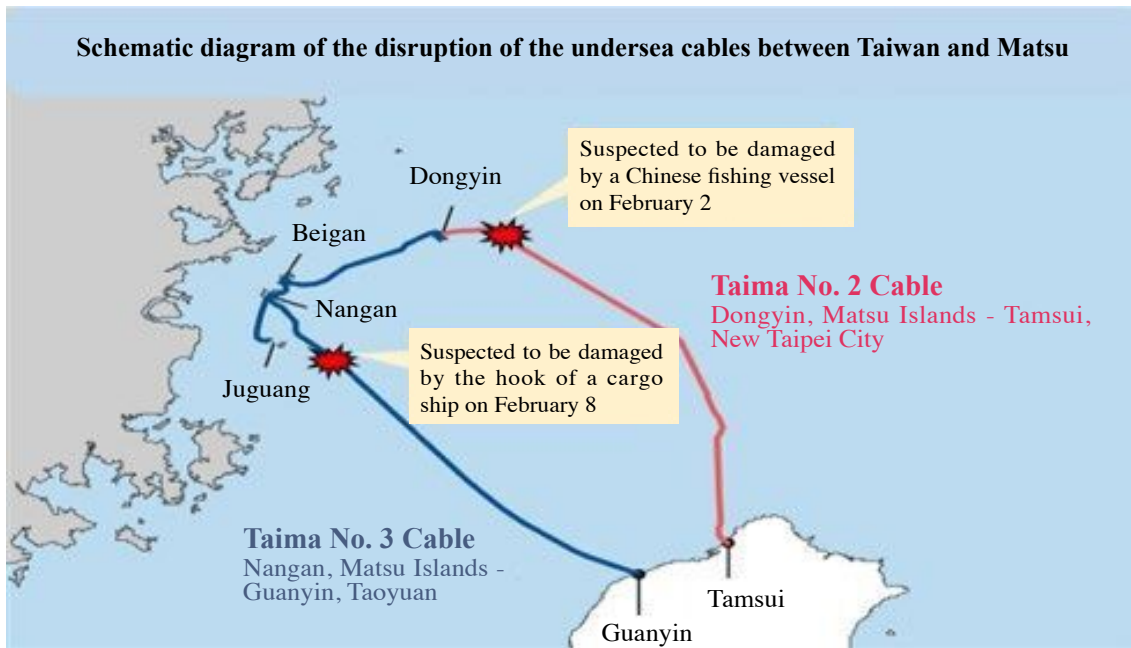 Schematic diagram of the disruption of the undersea cables between Taiwan and Matsu
Suspected to be damaged
by a Chinese fishing vessel
on February 2
Dongyin
Beigan
Taima No. 2 Cable
Dongyin, Matsu Islands - Tamsui,
New Taipei City
Nangan
Suspected to be damaged
by the hook of a cargo
ship on February 8
Juguang
Taima No. 3 Cable
Nangan, Matsu Islands -
Guanyin, Taoyuan
Tamsui
Guanyin